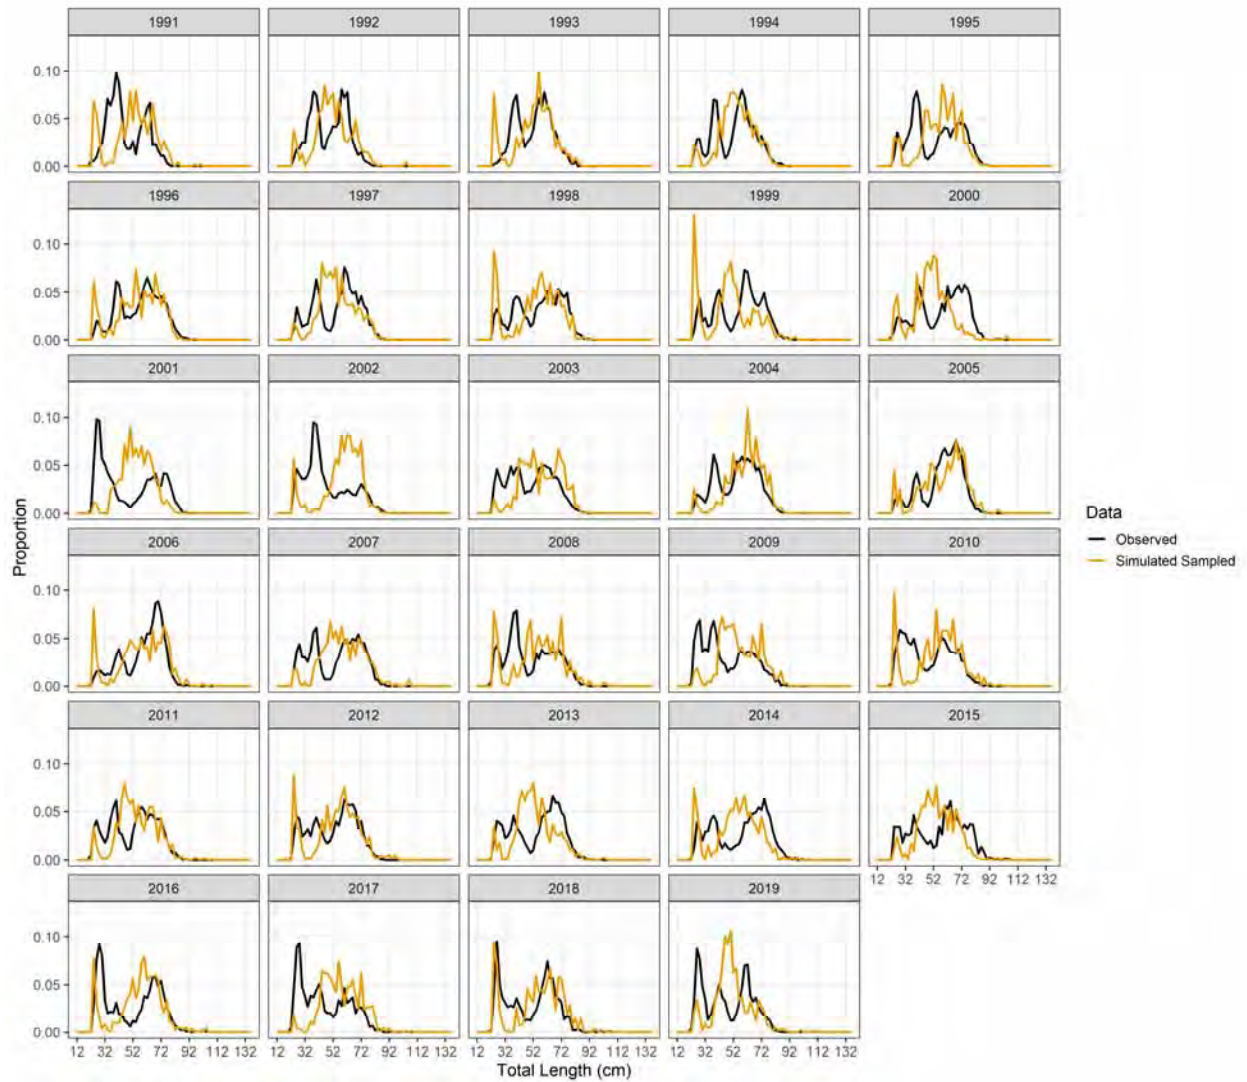 1991 1992 1993 1994 1995
0.10
0.05
0.00
1996 1997 1998 1999 2000
0.10
0.05
0.00
2001 2002 2003 2004 2005
0.10
0.05
0.00
Proportion
2006 2007 2008 2009 2010
0.10
0.05
0.00
Data
Observed
Simulated Sampled
2011 2012 2013 2014 2015
0.10
0.05
0.00
12 32 52 72 92 112 132
2016 2017 2018 2019
0.10
0.05
0.00
12 32 52 72 92 112 132 12 32 52 72 92 112 132 12 32 52 72 92 112 132 12 32 52 72 92 112 132
Total Length (cm)